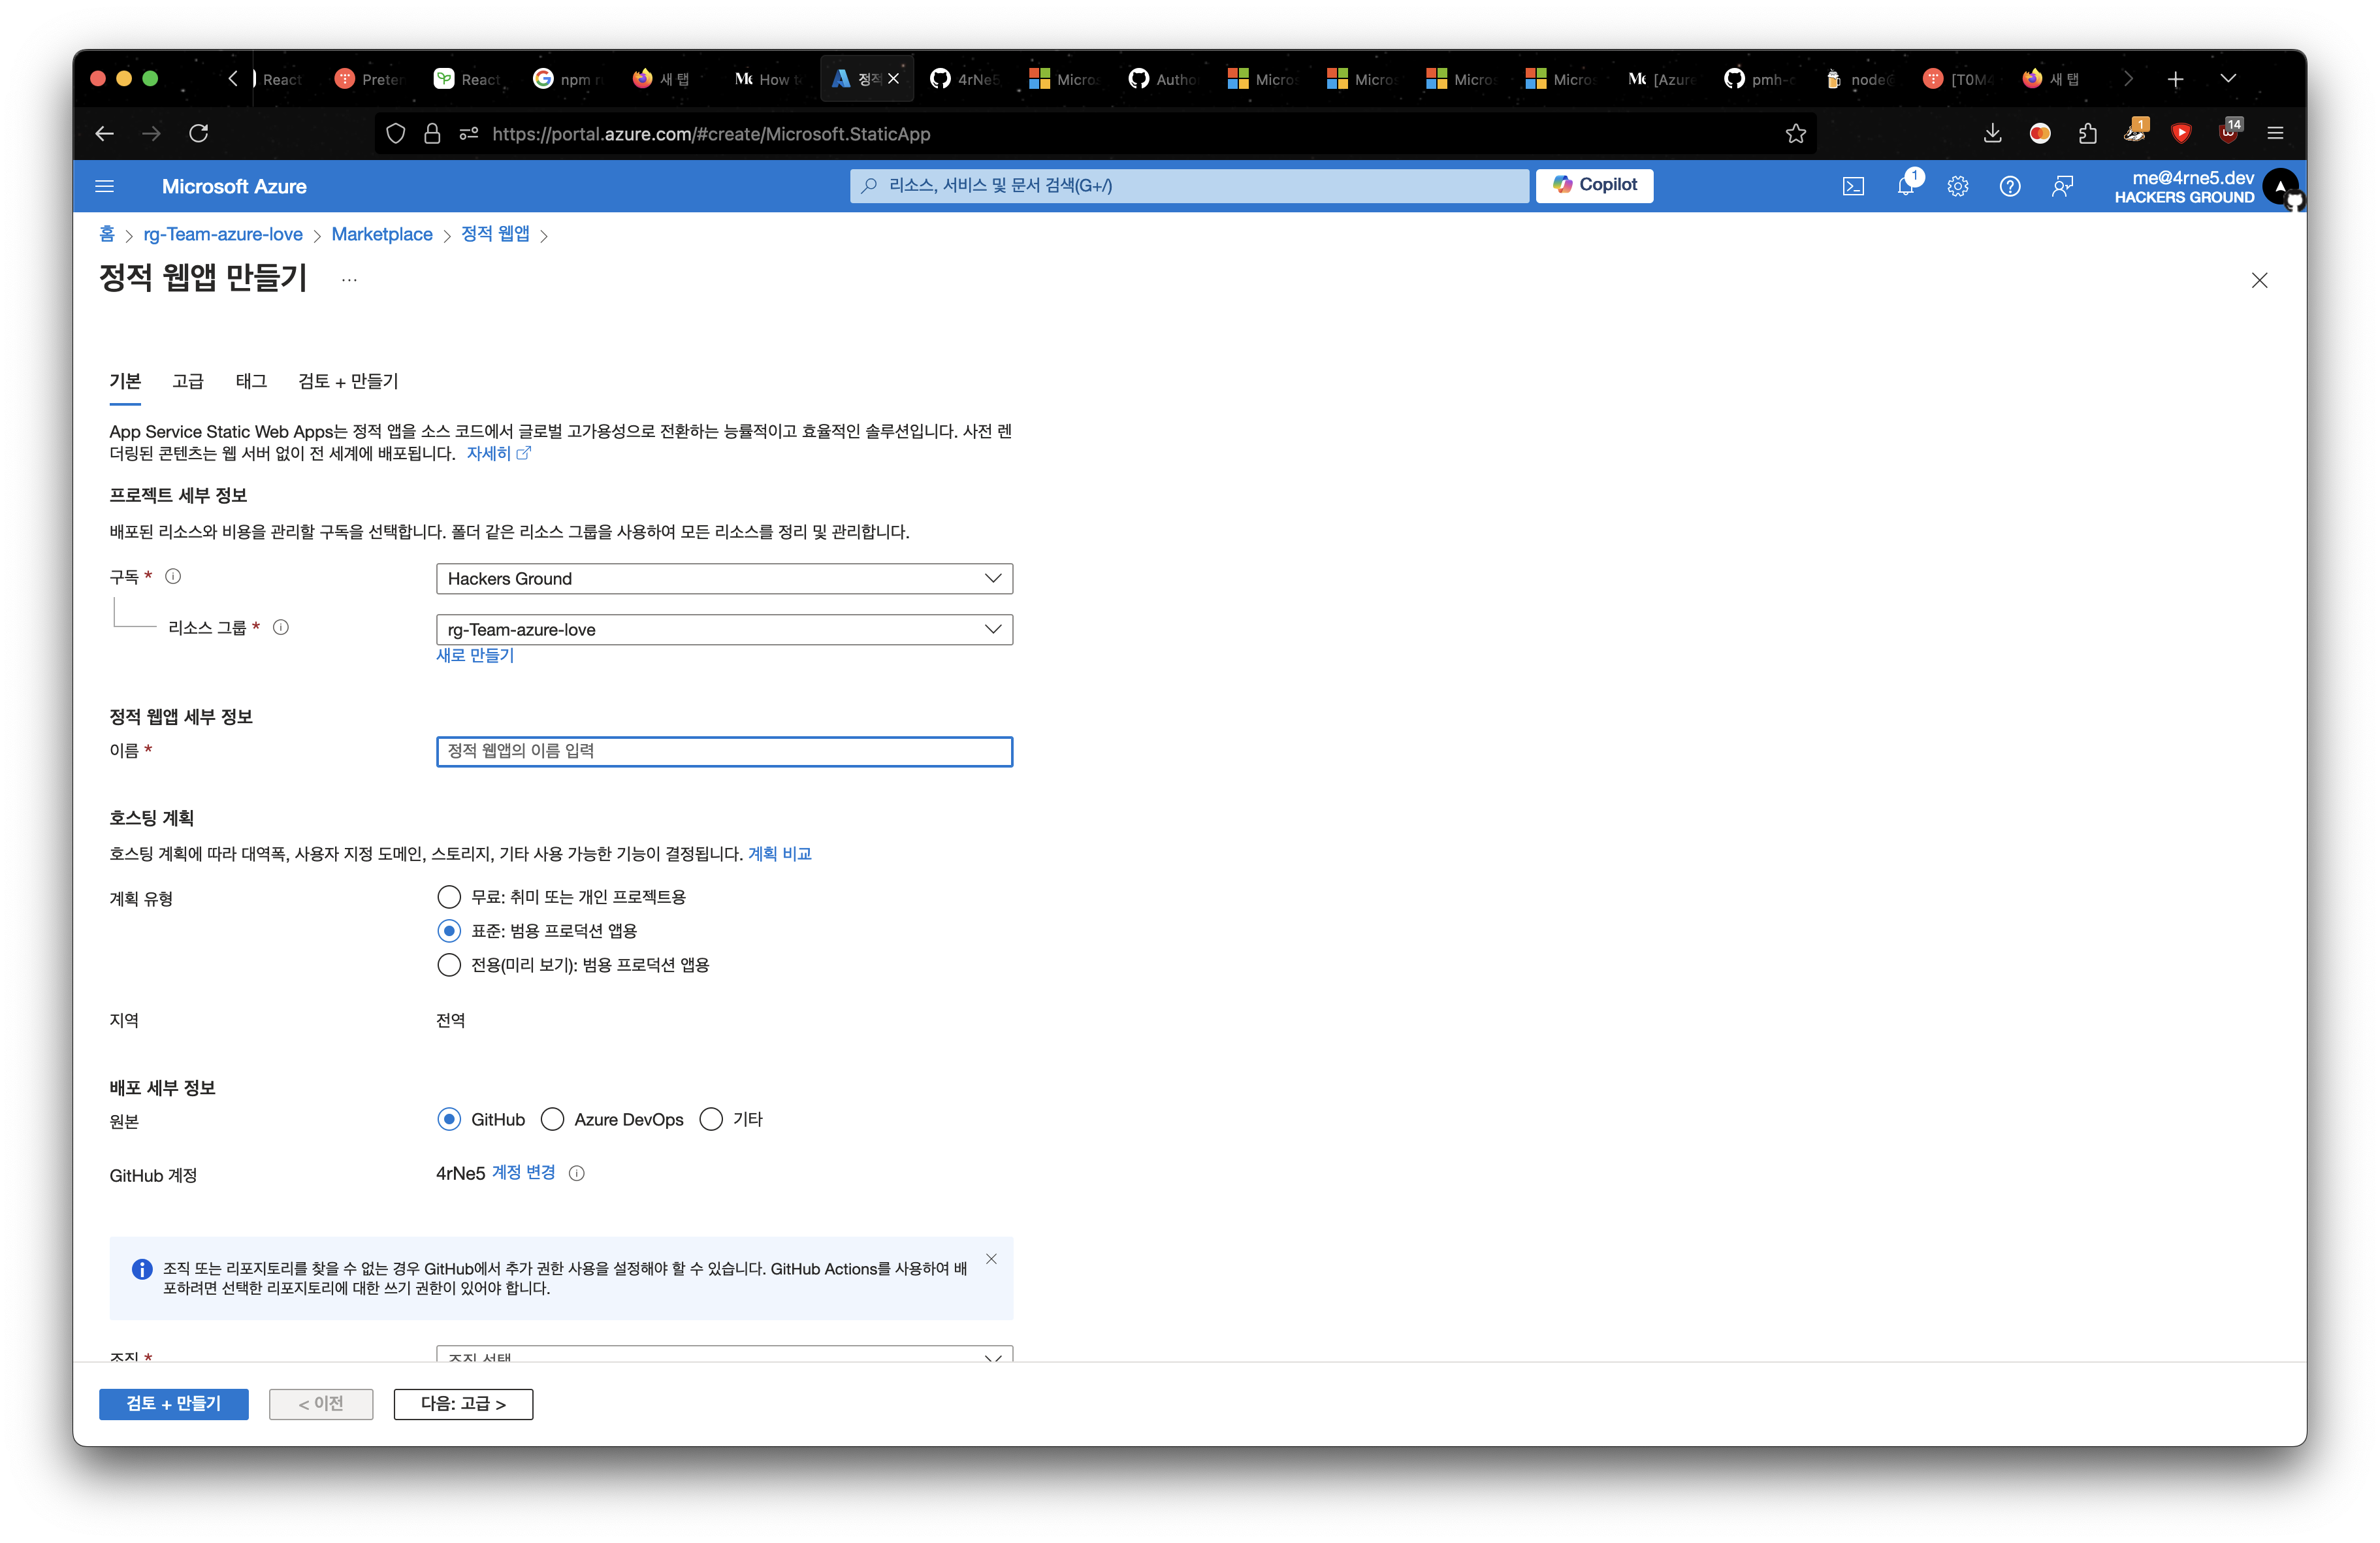 React
Preten
React
npm r
새 탭
How t
정적
4rNe5
Micros
Autho
Micros
Micros
Micros
Micros
[Azure
pmh-
node@
[T0M4
새 탭
https://portal.azure.com/#create/Microsoft.StaticApp
1
14
Microsoft Azure
리소스, 서비스 및 문서 검색(G+/)
Copilot
1
me@4rne5.dev
HACKERS GROUND
홈 > rg-Team-azure-love > Marketplace > 정적 웹앱 >
정적 웹앱 만들기 ...
기본 고급 태그 검토 + 만들기
App Service Static Web Apps는 정적 앱을 소스 코드에서 글로벌 고가용성으로 전환하는 능률적이고 효율적인 솔루션입니다. 사전 렌
더링된 콘텐츠는 웹 서버 없이 전 세계에 배포됩니다. 자세히
프로젝트 세부 정보
배포된 리소스와 비용을 관리할 구독을 선택합니다. 폴더 같은 리소스 그룹을 사용하여 모든 리소스를 정리 및 관리합니다.
구독 * Hackers Ground
리소스 그룹 * rg-Team-azure-love
새로 만들기
정적 웹앱 세부 정보
이름 * 정적 웹앱의 이름 입력
호스팅 계획
호스팅 계획에 따라 대역폭, 사용자 지정 도메인, 스토리지, 기타 사용 가능한 기능이 결정됩니다. 계획 비교
계획 유형 무료: 취미 또는 개인 프로젝트용
표준: 범용 프로덕션 앱용
전용(미리 보기): 범용 프로덕션 앱용
지역 전역
배포 세부 정보
원본 GitHub Azure DevOps 기타
GitHub 계정 4rNe5 계정 변경
조직 또는 리포지토리를 찾을 수 없는 경우 GitHub에서 추가 권한 사용을 설정해야 할 수 있습니다. GitHub Actions를 사용하여 배
포하려면 선택한 리포지토리에 대한 쓰기 권한이 있어야 합니다.
조직 * 조직 선택
검토 + 만들기 < 이전 다음: 고급 >